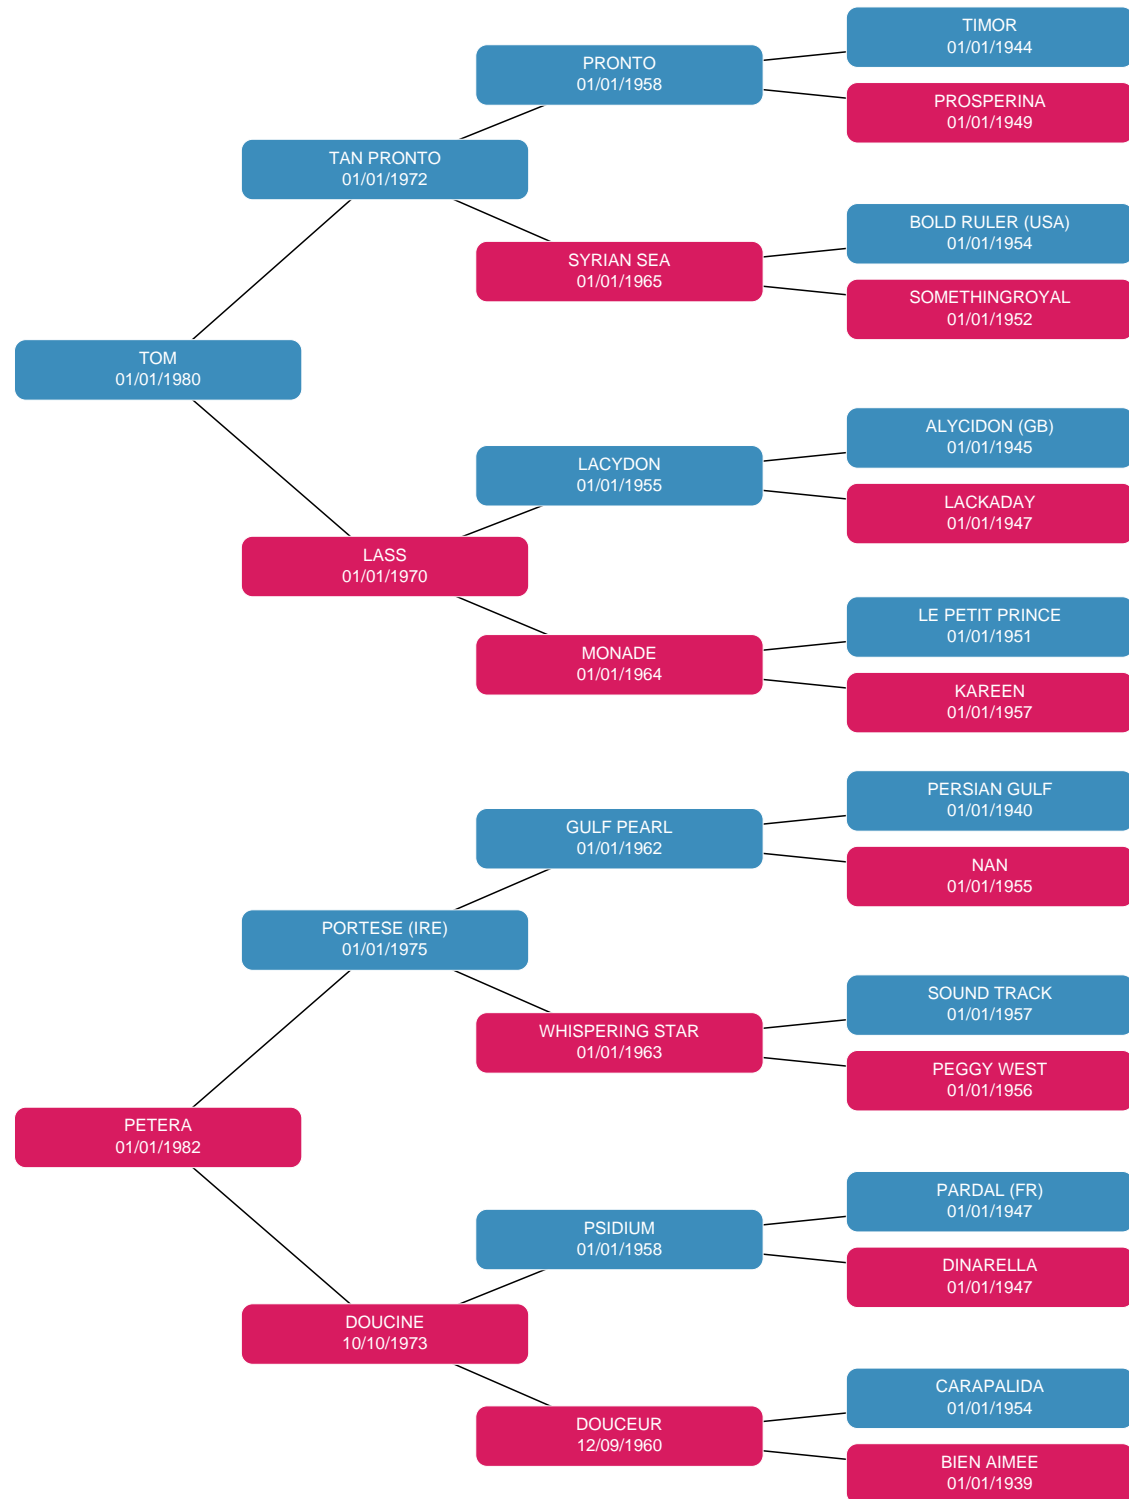 TIMOR
01/01/1944
PRONTO
01/01/1958
PROSPERINA
01/01/1949
TAN PRONTO
01/01/1972
BOLD RULER (USA)
01/01/1954
SYRIAN SEA
01/01/1965
SOMETHINGROYAL
01/01/1952
TOM
01/01/1980
ALYCIDON (GB)
01/01/1945
LACYDON
01/01/1955
LACKADAY
01/01/1947
LASS
01/01/1970
LE PETIT PRINCE
01/01/1951
MONADE
01/01/1964
KAREEN
01/01/1957
PERSIAN GULF
01/01/1940
GULF PEARL
01/01/1962
NAN
01/01/1955
PORTESE (IRE)
01/01/1975
SOUND TRACK
01/01/1957
WHISPERING STAR
01/01/1963
PEGGY WEST
01/01/1956
PETERA
01/01/1982
PARDAL (FR)
01/01/1947
PSIDIUM
01/01/1958
DINARELLA
01/01/1947
DOUCINE
10/10/1973
CARAPALIDA
01/01/1954
DOUCEUR
12/09/1960
BIEN AIMEE
01/01/1939